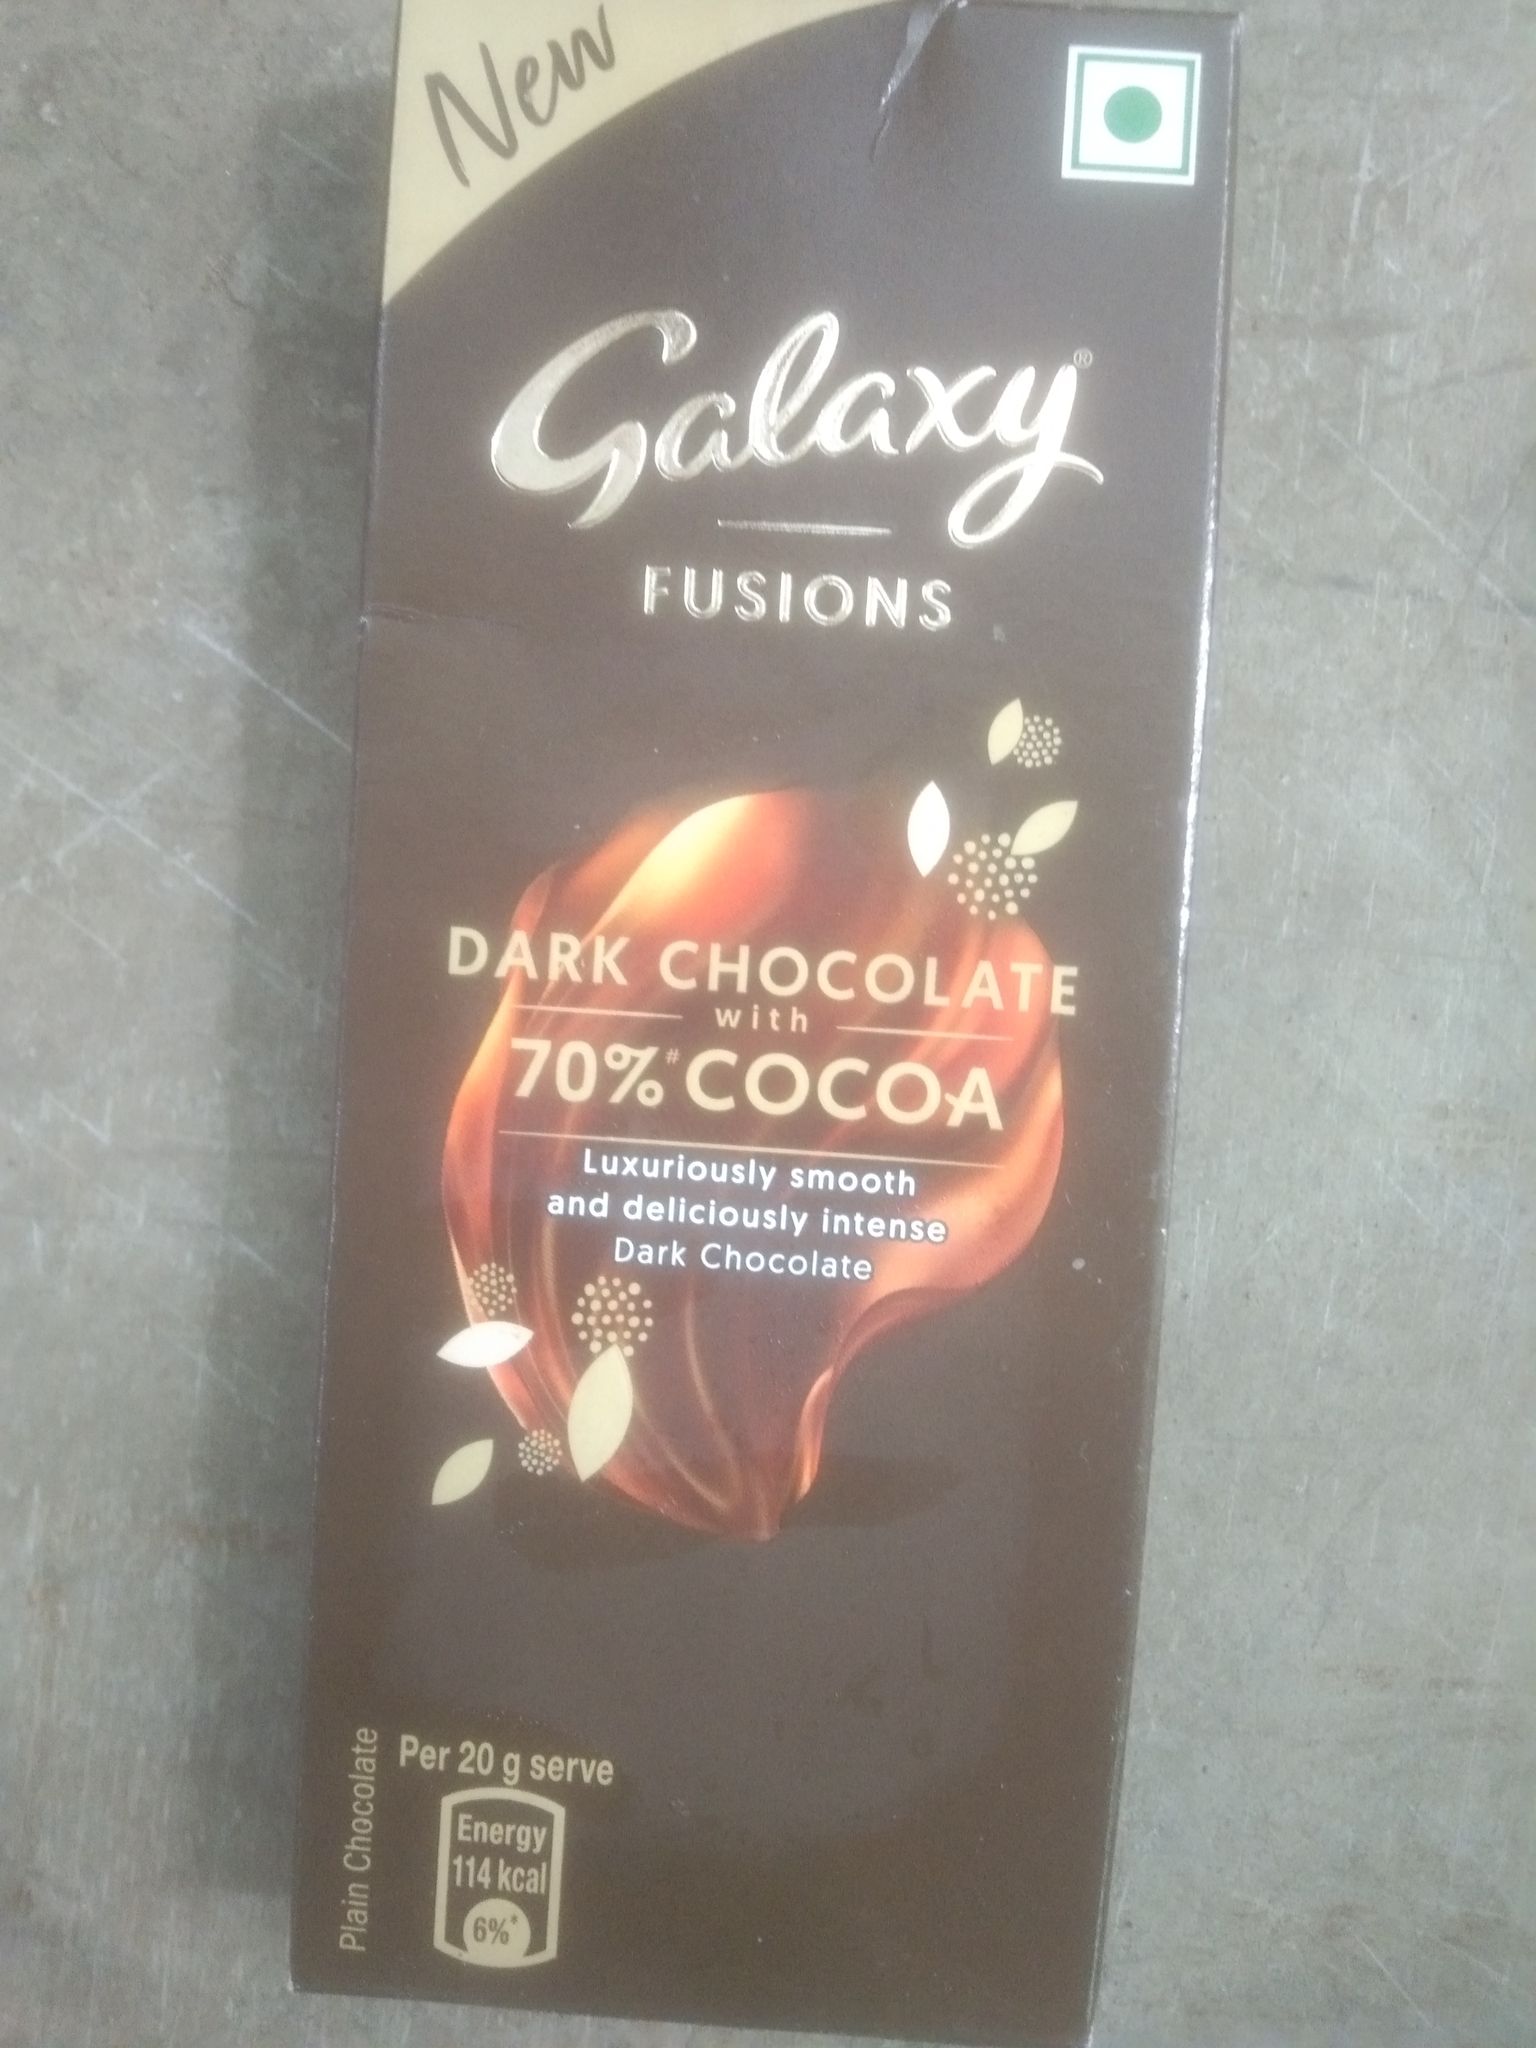 New
Galaxy®
FUSIONS
DARK CHOCOLATE
with
70%# COCOA
Luxuriously smooth
and deliciously intense
Dark Chocolate
Plain Chocolate
Per 20 g serve
Energy
114 kcal
6%*